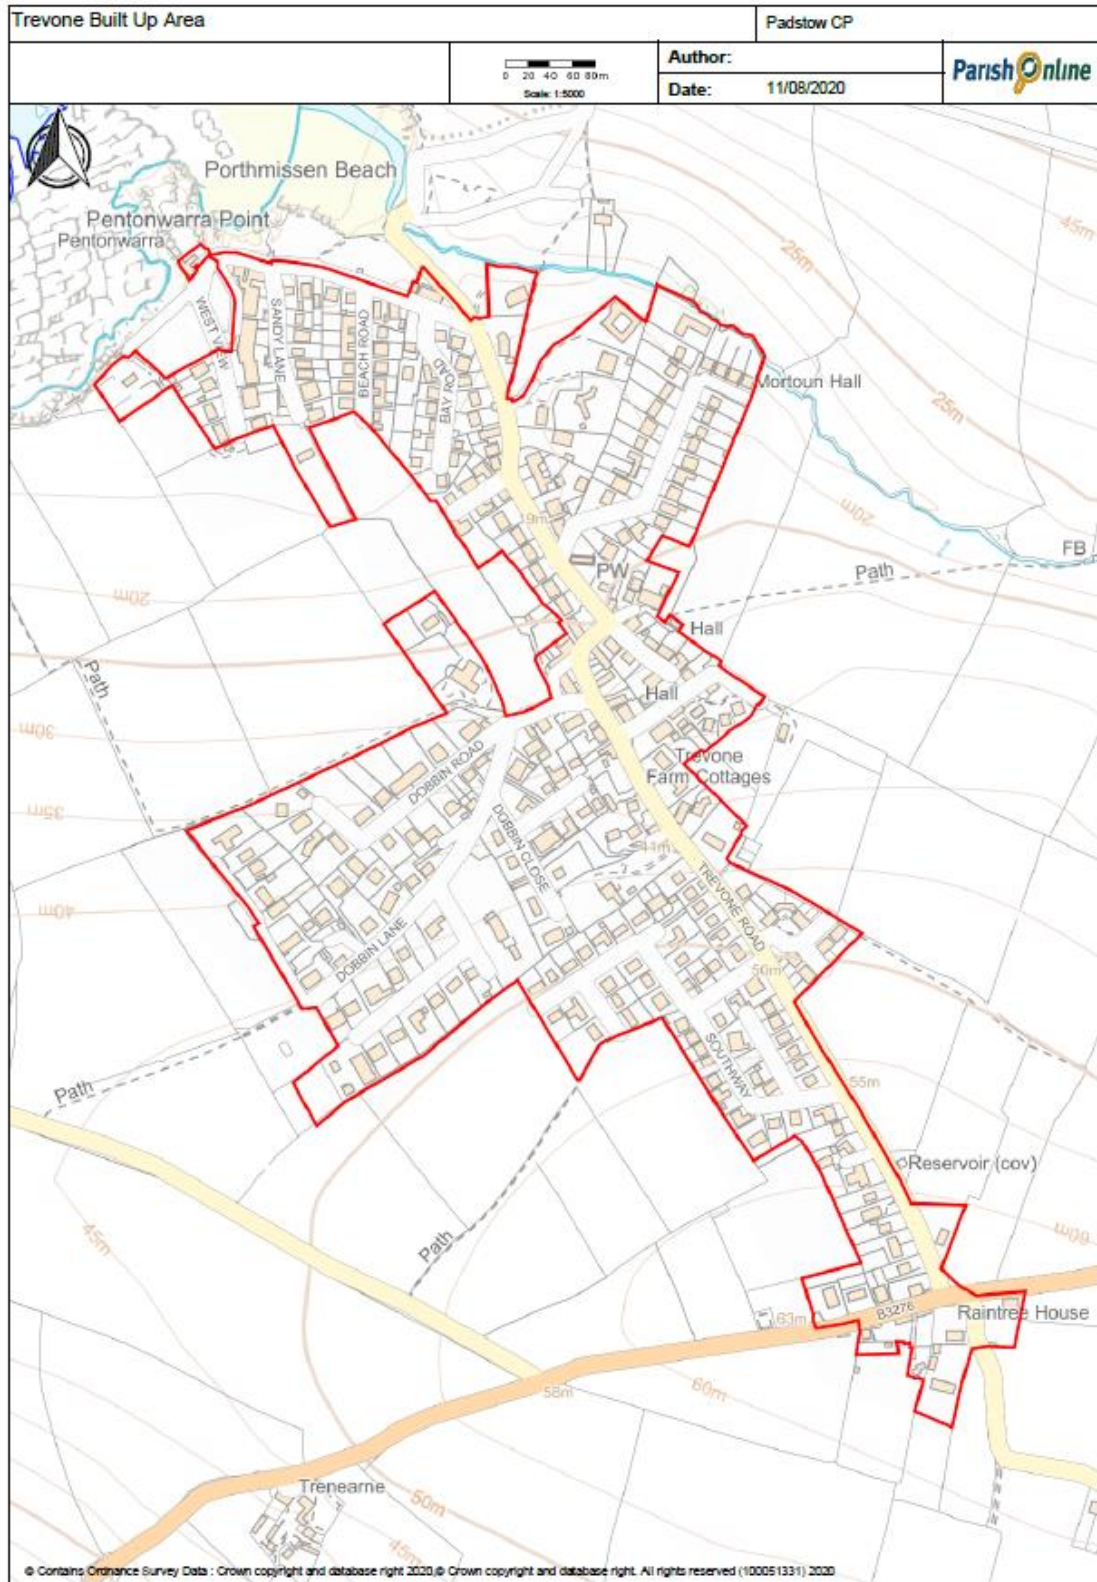 Trevone Built Up Area
Padstow CP
0 20 40 60 80m
Scale: 1:5000
Author:
Date: 11/08/2020
Parish Online
Porthmissen Beach
Pentonwarra Point
Pentonwarra
45m
25m
WEST VIEW
SANDY LANE
BEACH ROAD
BAY ROAD
Mortoun Hall
25m
20m
9m
FB
PW
Path
20m
Hall
Path
Hall
30m
Trevone
Farm Cottages
DOBBIN ROAD
35m
DOBBIN CLOSE
41m
TREVONE ROAD
40m
DOBBIN LANE
50m
SOUTHWAY
55m
Path
Reservoir (cov)
60m
45m
Path
B3276
Raintree House
63m
58m
60m
Trenearne
50m
45m
© Contains Ordnance Survey Data : Crown copyright and database right 2020,© Crown copyright and database right. All rights reserved (100051331) 2020